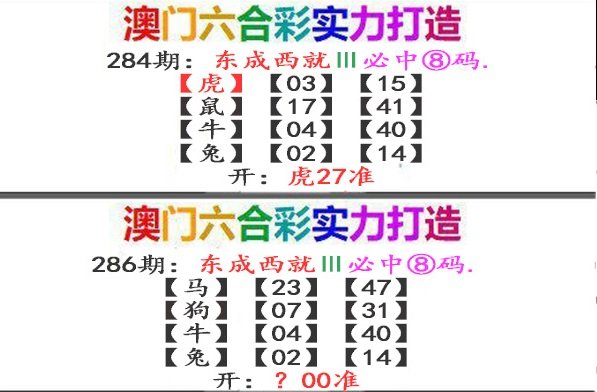 澳门六合彩实力打造
284期：东成西就III必中⑧码.
【虎】【03】【15】
【鼠】【17】【41】
【牛】【04】【40】
【兔】【02】【14】
开：虎27准
澳门六合彩实力打造
286期：东成西就III必中⑧码.
【马】【23】【47】
【狗】【07】【31】
【牛】【04】【40】
【兔】【02】【14】
开：？00准